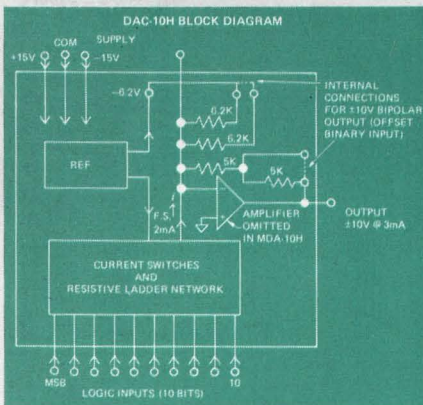 DAC-10H BLOCK DIAGRAM
SUPPLY
COM
+15V
-15V
-6.2V
6.2K
6.2K
5K
5K
INTERNAL
CONNECTIONS
FOR ±10V BIPOLAR
OUTPUT (OFFSET
BINARY INPUT)
REF
F.S.
2mA
-
+
AMPLIFIER
OMITTED
IN MDA-10H
OUTPUT
±10V @ 3mA
CURRENT SWITCHES
AND
RESISTIVE LADDER NETWORK
MSB
10
LOGIC INPUTS (10 BITS)